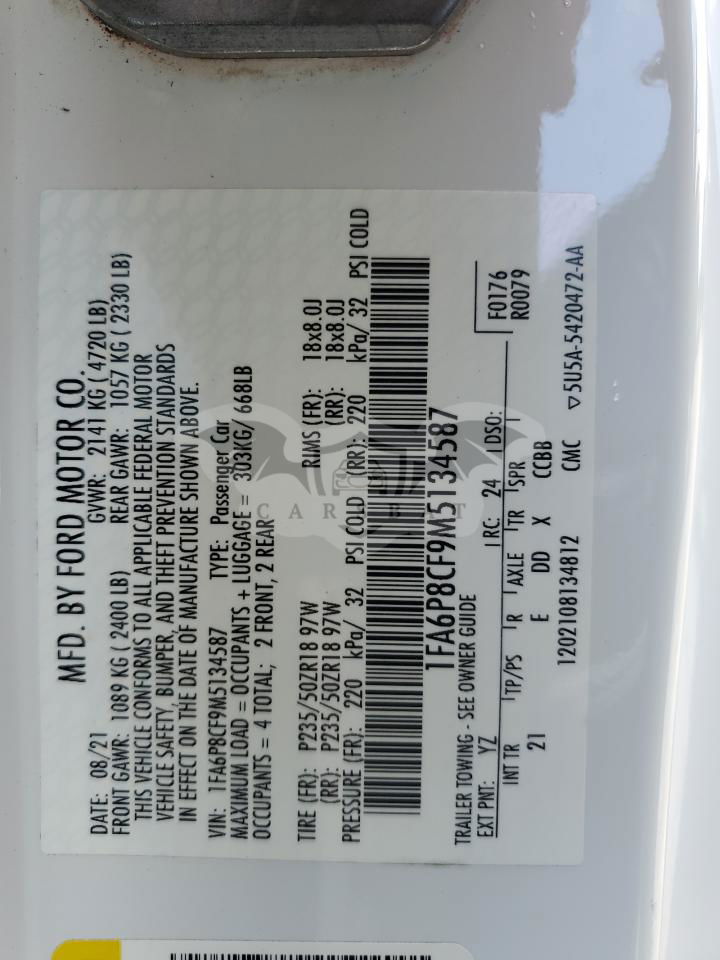 MFD. BY FORD MOTOR CO.
DATE: 08/21 GVWR: 2141 KG ( 4720 LB)
FRONT GAWR: 1089 KG ( 2400 LB) REAR GAWR: 1057 KG ( 2330 LB)
THIS VEHICLE CONFORMS TO ALL APPLICABLE FEDERAL MOTOR
VEHICLE SAFETY, BUMPER, AND THEFT PREVENTION STANDARDS
IN EFFECT ON THE DATE OF MANUFACTURE SHOWN ABOVE.
VIN: 1FA6P8CF9M5134587 TYPE: Passenger Car
MAXIMUM LOAD = OCCUPANTS + LUGGAGE = 303KG/ 668LB
OCCUPANTS = 4 TOTAL; 2 FRONT, 2 REAR
TIRE (FR): P235/50ZR18 97W RIMS (FR): 18x8.0J
(RR): P235/50ZR18 97W (RR): 18x8.0J
PRESSURE (FR): 220 kPa/ 32 PSI COLD (RR): 220 kPa/ 32 PSI COLD
1FA6P8CF9M5134587
TRAILER TOWING - SEE OWNER GUIDE
EXT PNT: YZ RC: 24 DSO: F0176
R0079
INT TR TP/PS R AXLE TR SPR
21 E DD X CCBB
1202108134812 CMC ▽5U5A-5420472-AA
CAR BAT